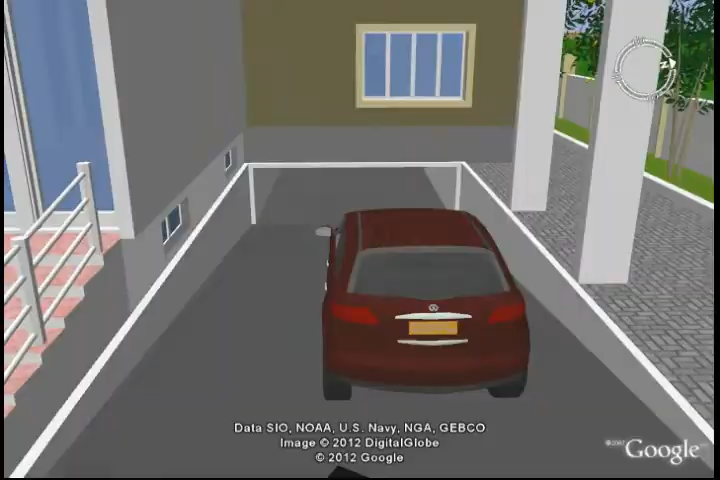 Data SIO, NOAA, U.S. Navy, NGA, GEBCO
Image © 2012 DigitalGlobe
© 2012 Google
Google